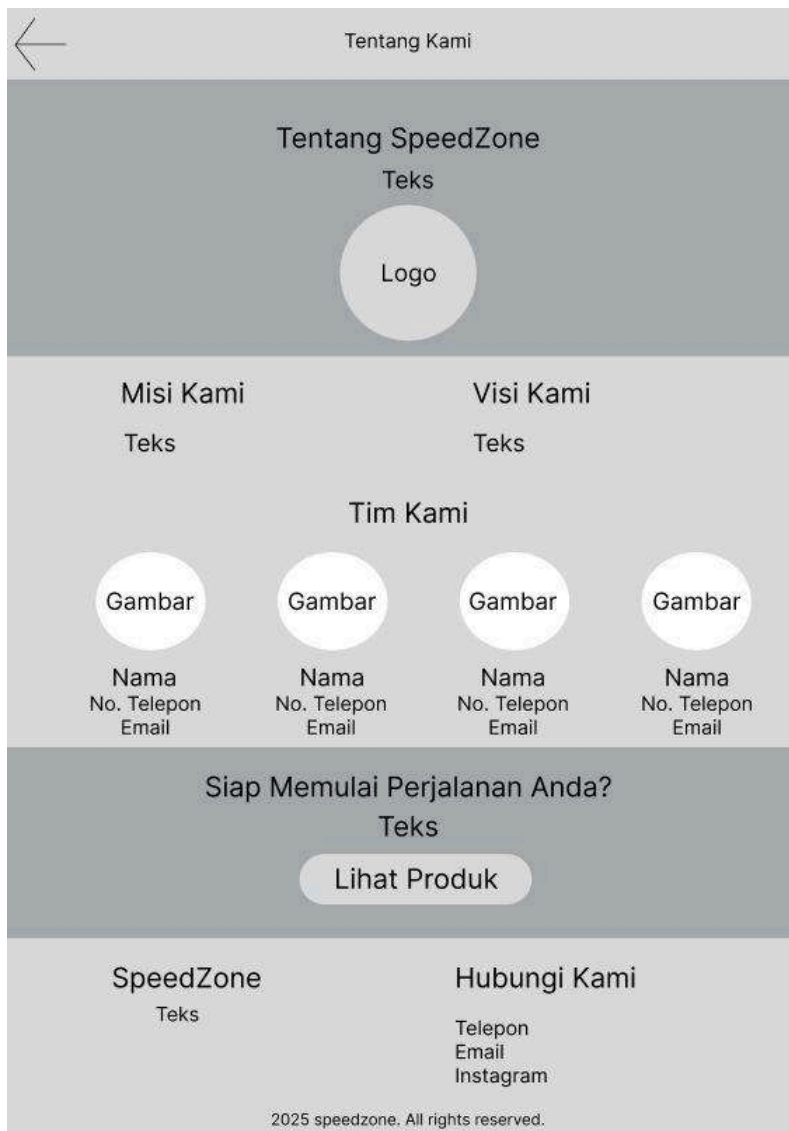 Tentang Kami
Tentang SpeedZone
Teks
Logo
Misi Kami
Teks
Visi Kami
Teks
Tim Kami
Gambar
Nama
No. Telepon
Email
Gambar
Nama
No. Telepon
Email
Gambar
Nama
No. Telepon
Email
Gambar
Nama
No. Telepon
Email
Siap Memulai Perjalanan Anda?
Teks
Lihat Produk
SpeedZone
Teks
Hubungi Kami
Telepon
Email
Instagram
2025 speedzone. All rights reserved.